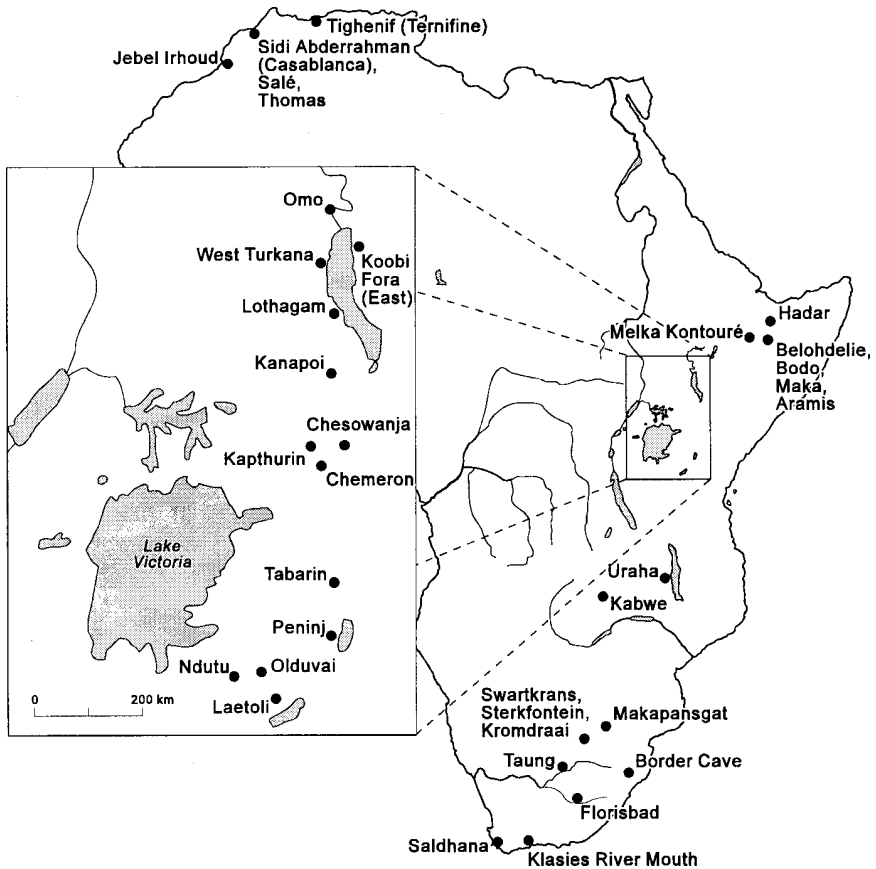 Tighenif (Ternifine)
Sidi Abderrahman
(Casablanca),
Salé,
Thomas
Jebel Irhoud
Omo
West Turkana
Koobi
Fora
(East)
Lothagam
Kanapoi
Chesowanja
Kapthurin
Chemeron
Lake
Victoria
Tabarin
Peninj
Ndutu
Olduvai
Laetoli
0
200 km
Hadar
Melka Kontouré
Belohdelie,
Bodo,
Maka,
Aramis
Uraha
Kabwe
Swartkrans,
Sterkfontein,
Kromdraai
Makapansgat
Taung
Border Cave
Florisbad
Saldhana
Klasies River Mouth